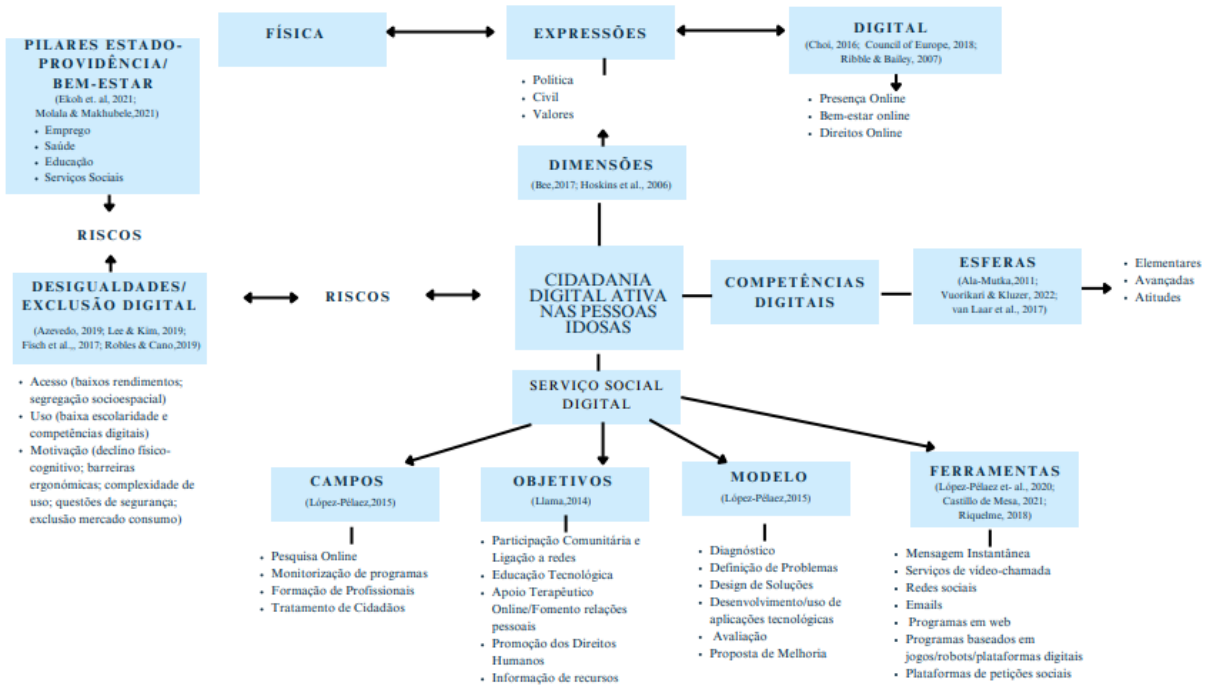 FÍSICA
EXPRESSÕES
• Política
• Civil
• Valores
DIGITAL
(Choi, 2016; Council of Europe, 2018;
Ribble & Bailey, 2007)
• Presença Online
• Bem-estar online
• Direitos Online
PILARES ESTADO-
PROVIDÊNCIA/
BEM-ESTAR
(Ekoh et. al, 2021;
Molala & Makhubele,2021)
• Emprego
• Saúde
• Educação
• Serviços Sociais
RISCOS
DESIGUALDADES/
EXCLUSÃO DIGITAL
(Azevedo, 2019; Lee & Kim, 2019;
Fisch et al.,, 2017; Robles & Cano,2019)
• Acesso (baixos rendimentos;
segregação socioespacial)
• Uso (baixa escolaridade e
competências digitais)
• Motivação (declino físico-
cognitivo; barreiras
ergonómicas; complexidade de
uso; questões de segurança;
exclusão mercado consumo)
RISCOS
DIMENSÕES
(Bee,2017; Hoskins et al., 2006)
CIDADANIA
DIGITAL ATIVA
NAS PESSOAS
IDOSAS
COMPETÊNCIAS
DIGITAIS
ESFERAS
(Ala-Mutka,2011;
Vuorikari & Kluzer, 2022;
van Laar et al., 2017)
• Elementares
• Avançadas
• Atitudes
SERVIÇO SOCIAL
DIGITAL
CAMPOS
(López-Pélaez,2015)
• Pesquisa Online
• Monitorização de programas
• Formação de Profissionais
• Tratamento de Cidadãos
OBJETIVOS
(Llama,2014)
• Participação Comunitária e
Ligação a redes
• Educação Tecnológica
• Apoio Terapêutico
Online/Fomento relações
pessoais
• Promoção dos Direitos
Humanos
• Informação de recursos
MODELO
(López-Pélaez,2015)
• Diagnóstico
• Definição de Problemas
• Design de Soluções
• Desenvolvimento/uso de
aplicações tecnológicas
• Avaliação
• Proposta de Melhoria
FERRAMENTAS
(López-Pélaez et- al., 2020;
Castillo de Mesa, 2021;
Riquelme, 2018)
• Mensagem Instantânea
• Serviços de vídeo-chamada
• Redes sociais
• Emails
• Programas em web
• Programas baseados em
jogos/robots/plataformas digitais
• Plataformas de petições sociais